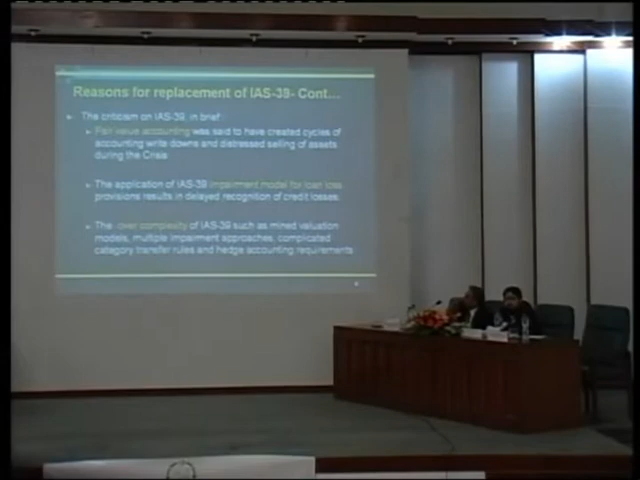 Reasons for replacement of IAS-39- Cont...
The criticism on IAS-39, in brief:
Fair value accounting was said to have created cycles of
accounting write downs and distressed selling of assets
during the Crisis
The application of IAS-39 impairment model for loan loss
provisions results in delayed recognition of credit losses.
The over complexity of IAS-39 such as mined valuation
models, multiple impairment approaches, complicated
category transfer rules and hedge accounting requirements